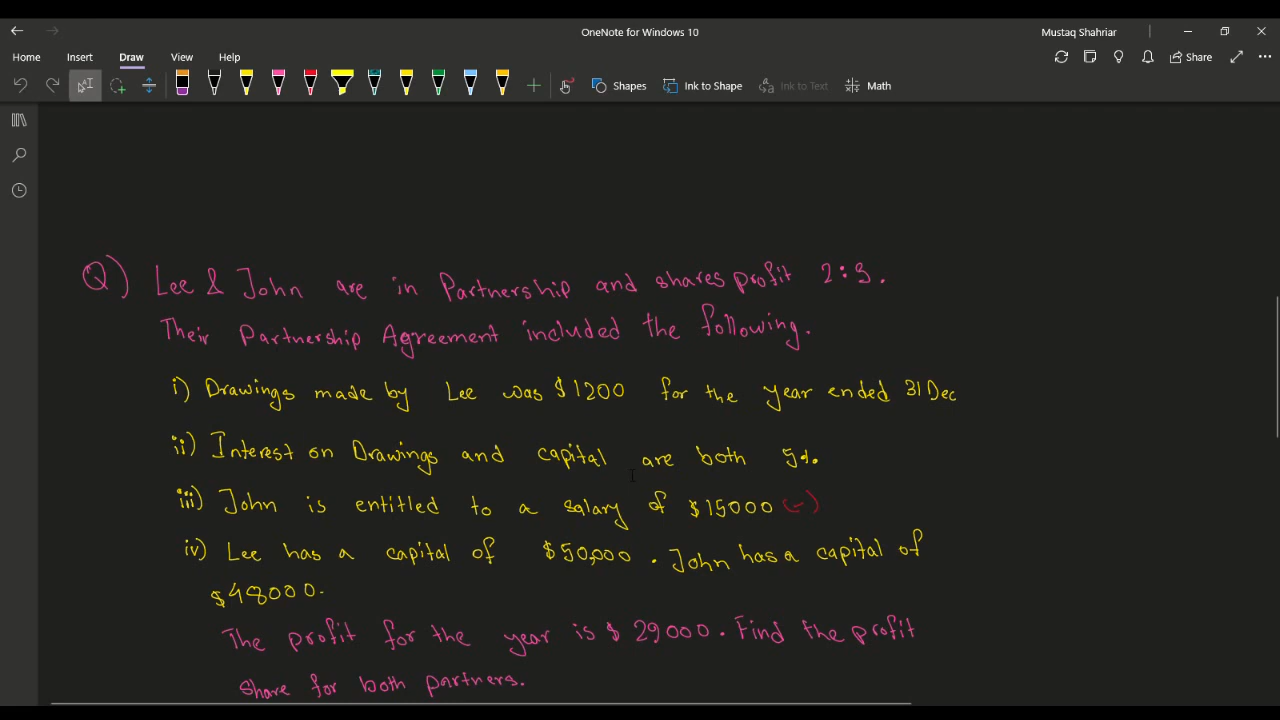 OneNote for Windows 10
Mustaq Shahriar
Home Insert Draw View Help
Share
Shapes Ink to Shape Ink to Text Math
Q) Lee & John are in Partnership and shares profit 2:3.
Their Partnership Agreement included the following.
i) Drawings made by Lee was $1200 for the year ended 31 Dec
ii) Interest on Drawings and capital are both 5%.
iii) John is entitled to a salary of $15000 (-)
iv) Lee has a capital of $50,000. John has a capital of
$48000.
The profit for the year is $29000. Find the profit
share for both partners.